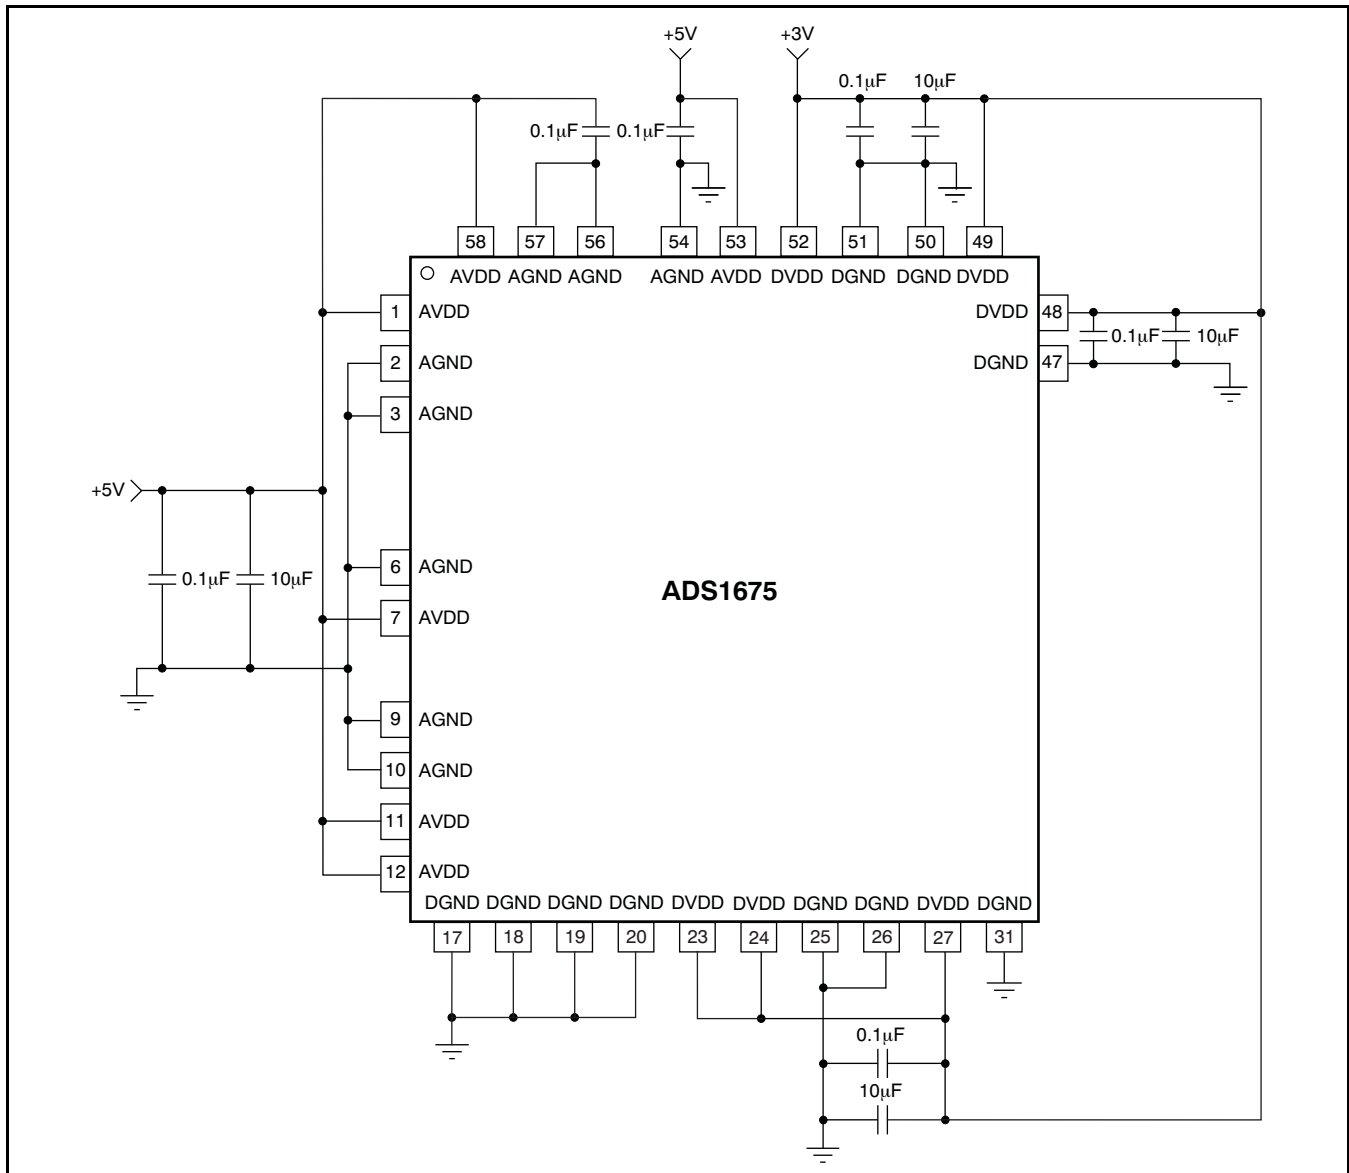 +5V +3V
0.1µF 10µF
0.1µF 0.1µF
58 57 56 54 53 52 51 50 49
AVDD AGND AGND AGND AVDD DVDD DGND DGND DVDD
1 AVDD DVDD 48
0.1µF 10µF
2 AGND DGND 47
3 AGND
+5V
6 AGND
0.1µF 10µF
ADS1675
7 AVDD
9 AGND
10 AGND
11 AVDD
12 AVDD
DGND DGND DGND DGND DVDD DVDD DGND DGND DVDD DGND
17 18 19 20 23 24 25 26 27 31
0.1µF
10µF